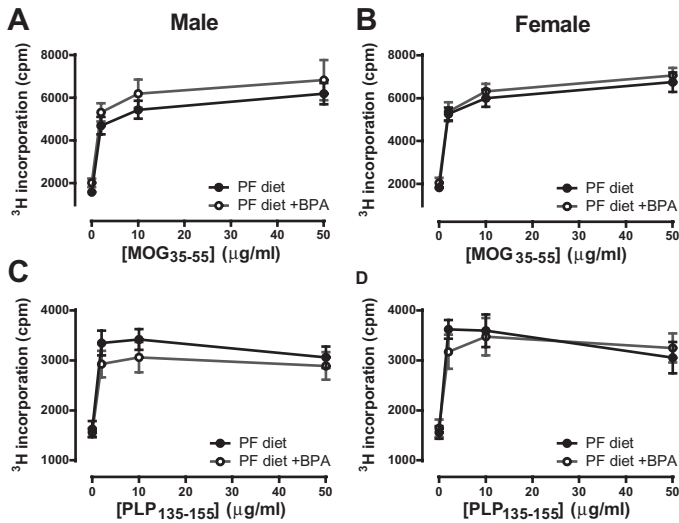 A
Male
B
Female
³H incorporation (cpm)
8000
6000
4000
2000
PF diet
PF diet +BPA
0 10 20 30 40 50
[MOG35-55] (μg/ml)
³H incorporation (cpm)
8000
6000
4000
2000
PF diet
PF diet +BPA
0 10 20 30 40 50
[MOG35-55] (μg/ml)
C
³H incorporation (cpm)
4000
3000
2000
1000
PF diet
PF diet +BPA
0 10 20 30 40 50
[PLP135-155] (μg/ml)
D
³H incorporation (cpm)
4000
3000
2000
1000
PF diet
PF diet +BPA
0 10 20 30 40 50
[PLP135-155] (μg/ml)